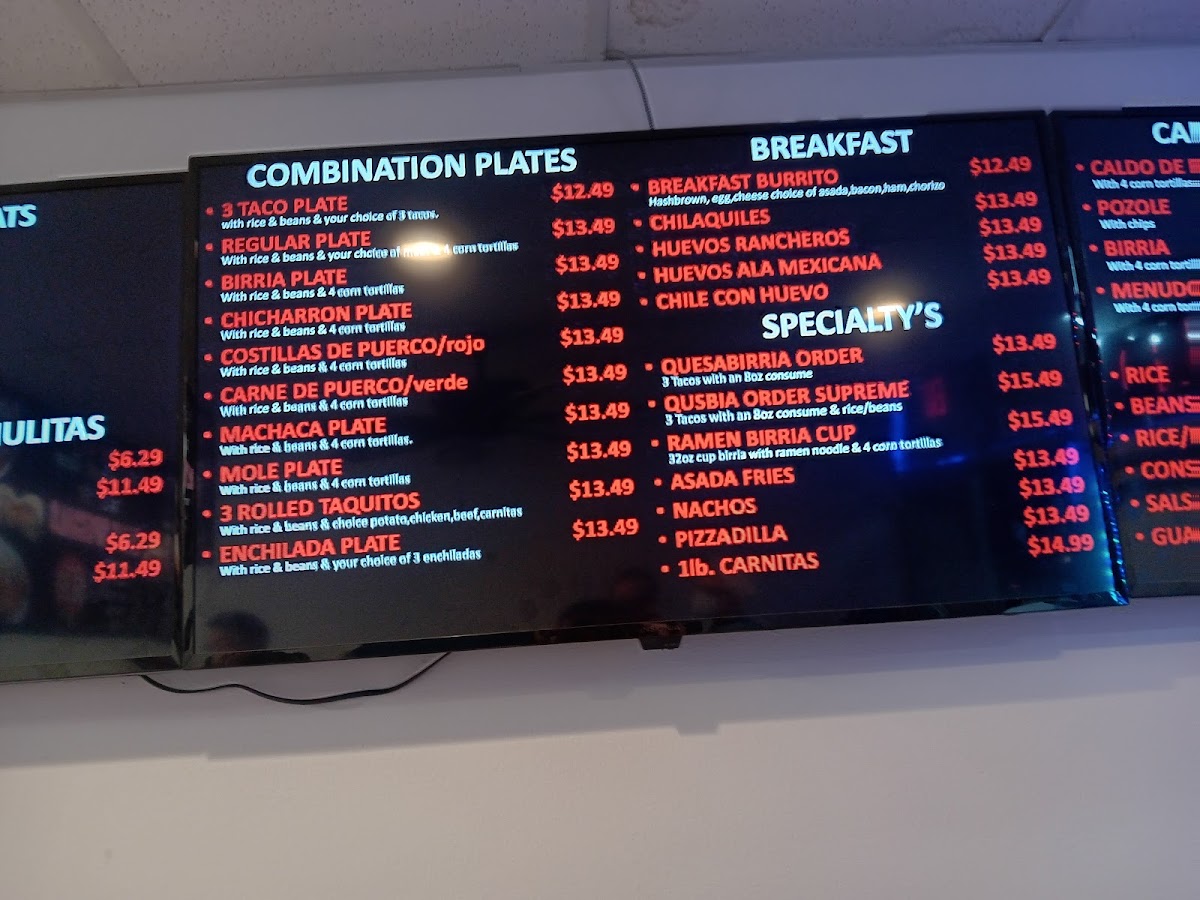 ATS
ULITAS
$6.29
$11.49
$6.29
$11.49
COMBINATION PLATES
3 TACO PLATE $12.49
with rice & beans & your choice of 3 tacos.
REGULAR PLATE $13.49
With rice & beans & your choice of 4 corn tortillas
BIRRIA PLATE $13.49
With rice & beans & 4 corn tortillas
CHICHARRON PLATE $13.49
With rice & beans & 4 corn tortillas
COSTILLAS DE PUERCO/rojo $13.49
With rice & beans & 4 corn tortillas
CARNE DE PUERCO/verde $13.49
With rice & beans & 4 corn tortillas
MACHACA PLATE $13.49
With rice & beans & 4 corn tortillas.
MOLE PLATE $13.49
With rice & beans & 4 corn tortillas
3 ROLLED TAQUITOS $13.49
With rice & beans & choice potato,chicken,beef,carnitas
ENCHILADA PLATE $13.49
With rice & beans & your choice of 3 enchiladas
BREAKFAST
BREAKFAST BURRITO $12.49
Hashbrown, egg,cheese choice of asada,bacon,ham,chorizo
CHILAQUILES $13.49
HUEVOS RANCHEROS $13.49
HUEVOS ALA MEXICANA $13.49
CHILE CON HUEVO $13.49
SPECIALTY'S
QUESABIRRIA ORDER $13.49
3 Tacos with an 8oz consume
QUSBIA ORDER SUPREME $15.49
3 Tacos with an 8oz consume & rice/beans
RAMEN BIRRIA CUP $15.49
32oz cup birria with ramen noodle & 4 corn tortillas
ASADA FRIES $13.49
NACHOS $13.49
PIZZADILLA $13.49
1lb. CARNITAS $14.99
CA
CALDO DE
With 4 corn tortillas
POZOLE
With chips
BIRRIA
With 4 corn tortil
MENUDO
With 4 corn tortil
RICE
BEANS
RICE/
CONS
SALS
GUA